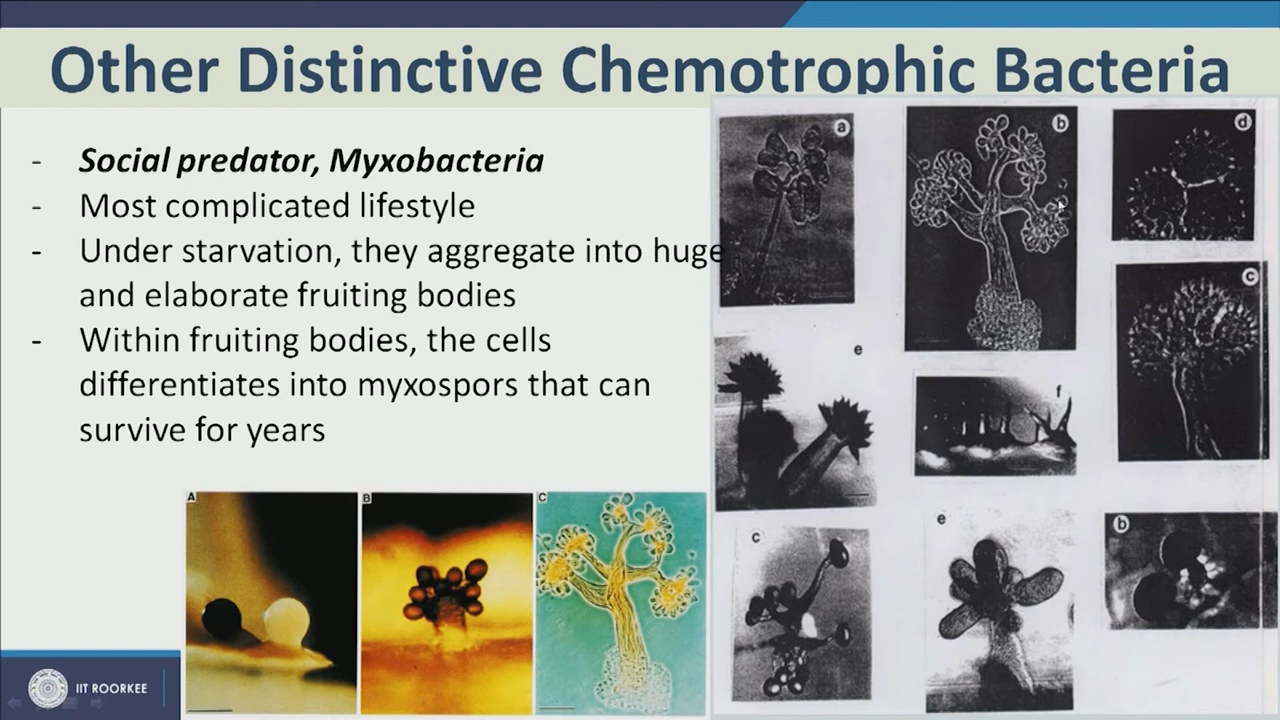 Other Distinctive Chemotrophic Bacteria
- Social predator, Myxobacteria
- Most complicated lifestyle
- Under starvation, they aggregate into huge
and elaborate fruiting bodies
- Within fruiting bodies, the cells
differentiates into myxospors that can
survive for years
a
b
d
c
e
f
c
e
b
A
B
C
IIT ROORKEE